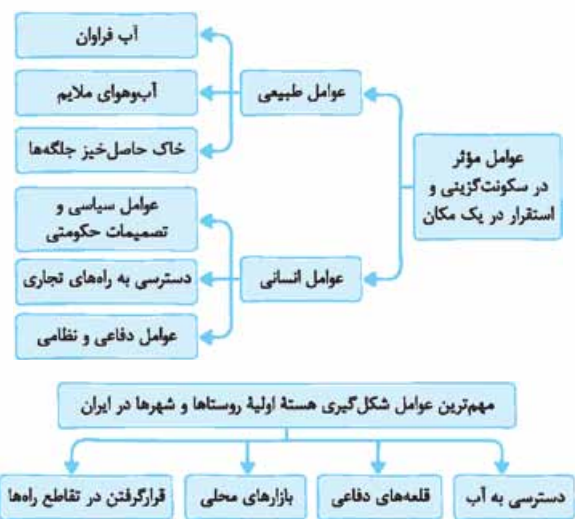 عوامل مؤثر
در سکونت‌گزینی و
استقرار در یک مکان
عوامل طبیعی
آب فراوان
آب‌وهوای ملایم
خاک حاصل‌خیز جلگه‌ها
عوامل انسانی
عوامل سیاسی و
تصمیمات حکومتی
دسترسی به راه‌های تجاری
عوامل دفاعی و نظامی
مهم‌ترین عوامل شکل‌گیری هستهٔ اولیهٔ روستاها و شهرها در ایران
دسترسی به آب
قلعه‌های دفاعی
بازارهای محلی
قرارگرفتن در تقاطع راه‌ها